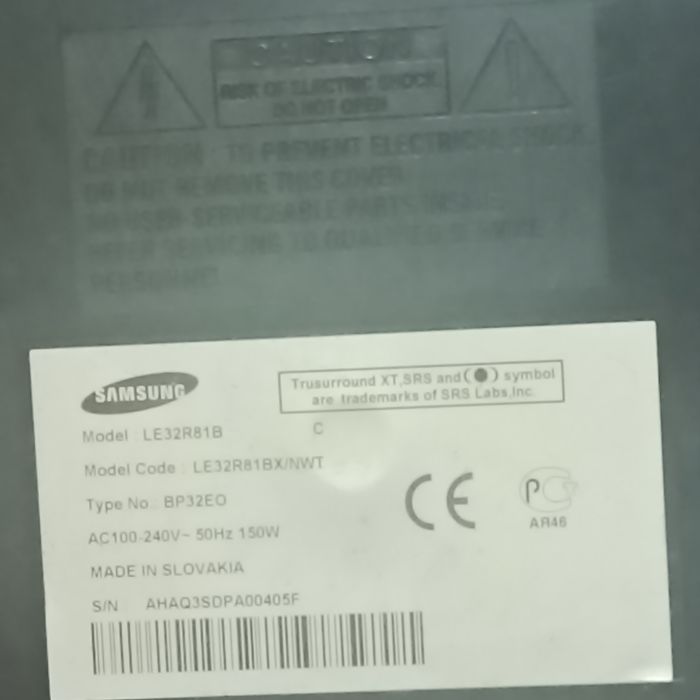 CAUTION
RISK OF ELECTRIC SHOCK.
DO NOT OPEN
CAUTION : TO PREVENT ELECTRICAL SHOCK,
DO NOT REMOVE THIS COVER.
NO USER SERVICEABLE PARTS INSIDE.
REFER SERVICING TO QUALIFIED SERVICE
PERSONNEL.
SAMSUNG
Trusurround XT,SRS and(●) symbol
are trademarks of SRS Labs,Inc.
Model : LE32R81B C
Model Code : LE32R81BX/NWT
Type No.: BP32EO
AC100-240V~ 50Hz 150W
MADE IN SLOVAKIA
S/N AHAQ3SDPA00405F
CE
PC
AR46